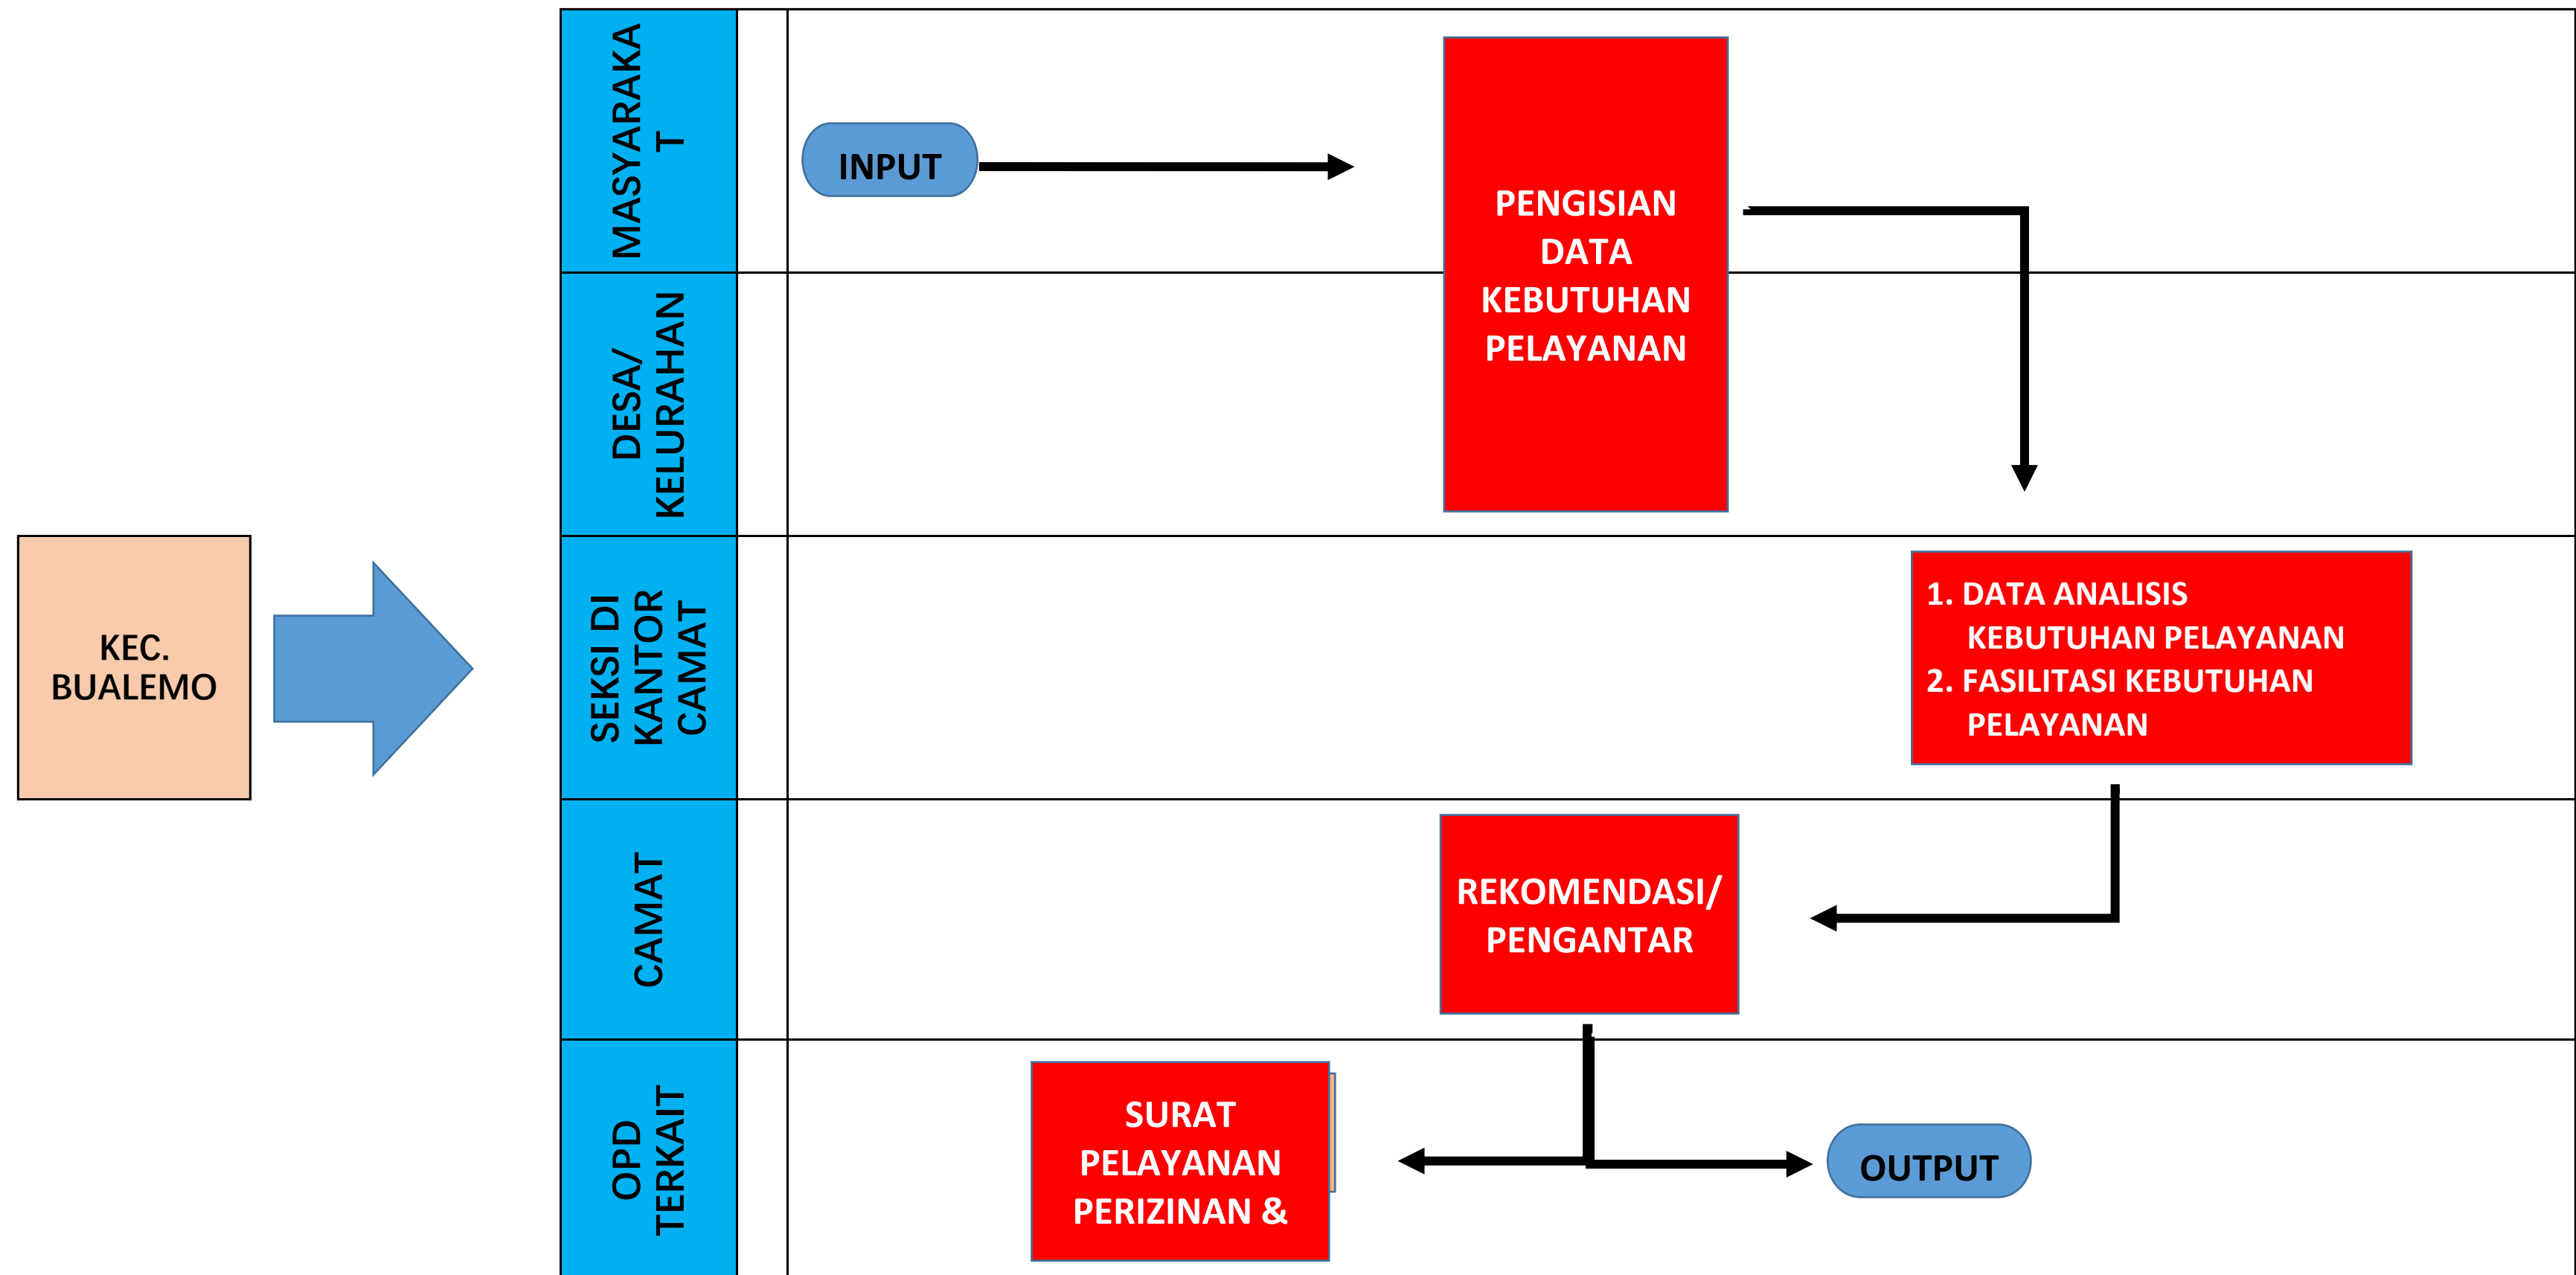 MASYARAKA
T
INPUT
PENGISIAN
DATA
KEBUTUHAN
PELAYANAN
DESA/
KELURAHAN
KEC.
BUALEMO
SEKSI DI
KANTOR
CAMAT
1. DATA ANALISIS
KEBUTUHAN PELAYANAN
2. FASILITASI KEBUTUHAN
PELAYANAN
CAMAT
REKOMENDASI/
PENGANTAR
OPD
TERKAIT
SURAT
PELAYANAN
PERIZINAN &
OUTPUT